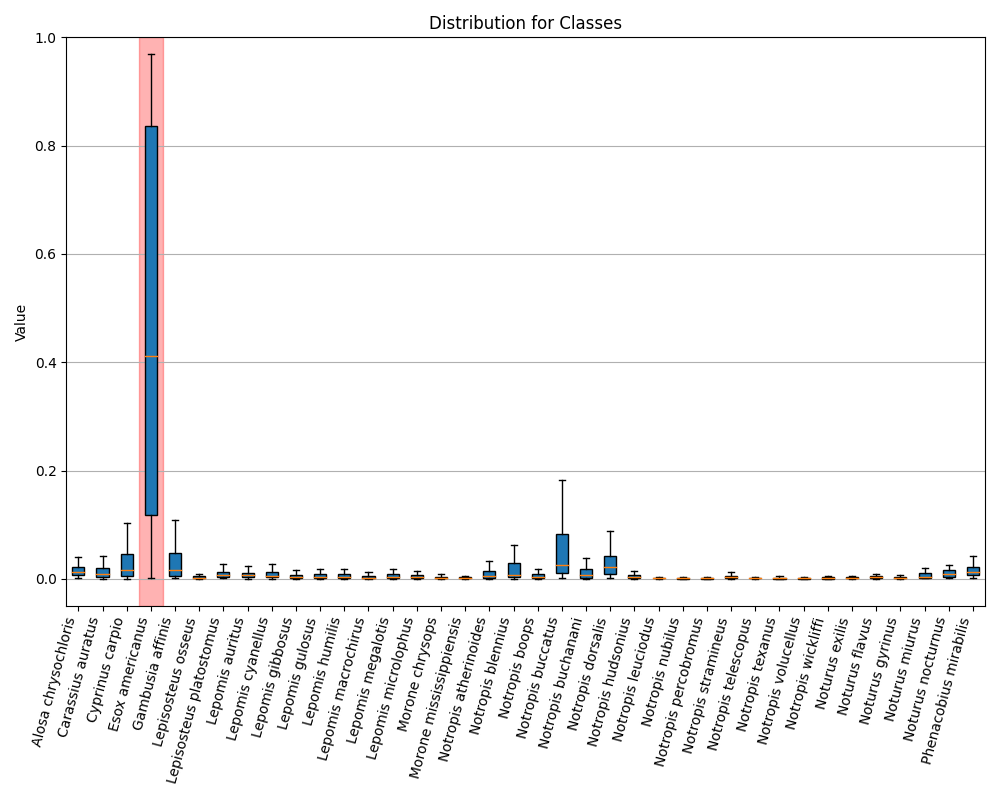 Distribution for Classes
Value
1.0
0.8
0.6
0.4
0.2
0.0
Alosa chrysochloris
Carassius auratus
Cyprinus carpio
Esox americanus
Gambusia affinis
Lepisosteus osseus
Lepisosteus platostomus
Lepomis auritus
Lepomis cyanellus
Lepomis gibbosus
Lepomis gulosus
Lepomis humilis
Lepomis macrochirus
Lepomis megalotis
Lepomis microlophus
Morone chrysops
Morone mississippiensis
Notropis atherinoides
Notropis blennius
Notropis boops
Notropis buccatus
Notropis buchanani
Notropis dorsalis
Notropis hudsonius
Notropis leuciodus
Notropis nubilus
Notropis percobromus
Notropis stramineus
Notropis telescopus
Notropis texanus
Notropis volucellus
Notropis wickliffi
Noturus exilis
Noturus flavus
Noturus gyrinus
Noturus miurus
Noturus nocturnus
Phenacobius mirabilis